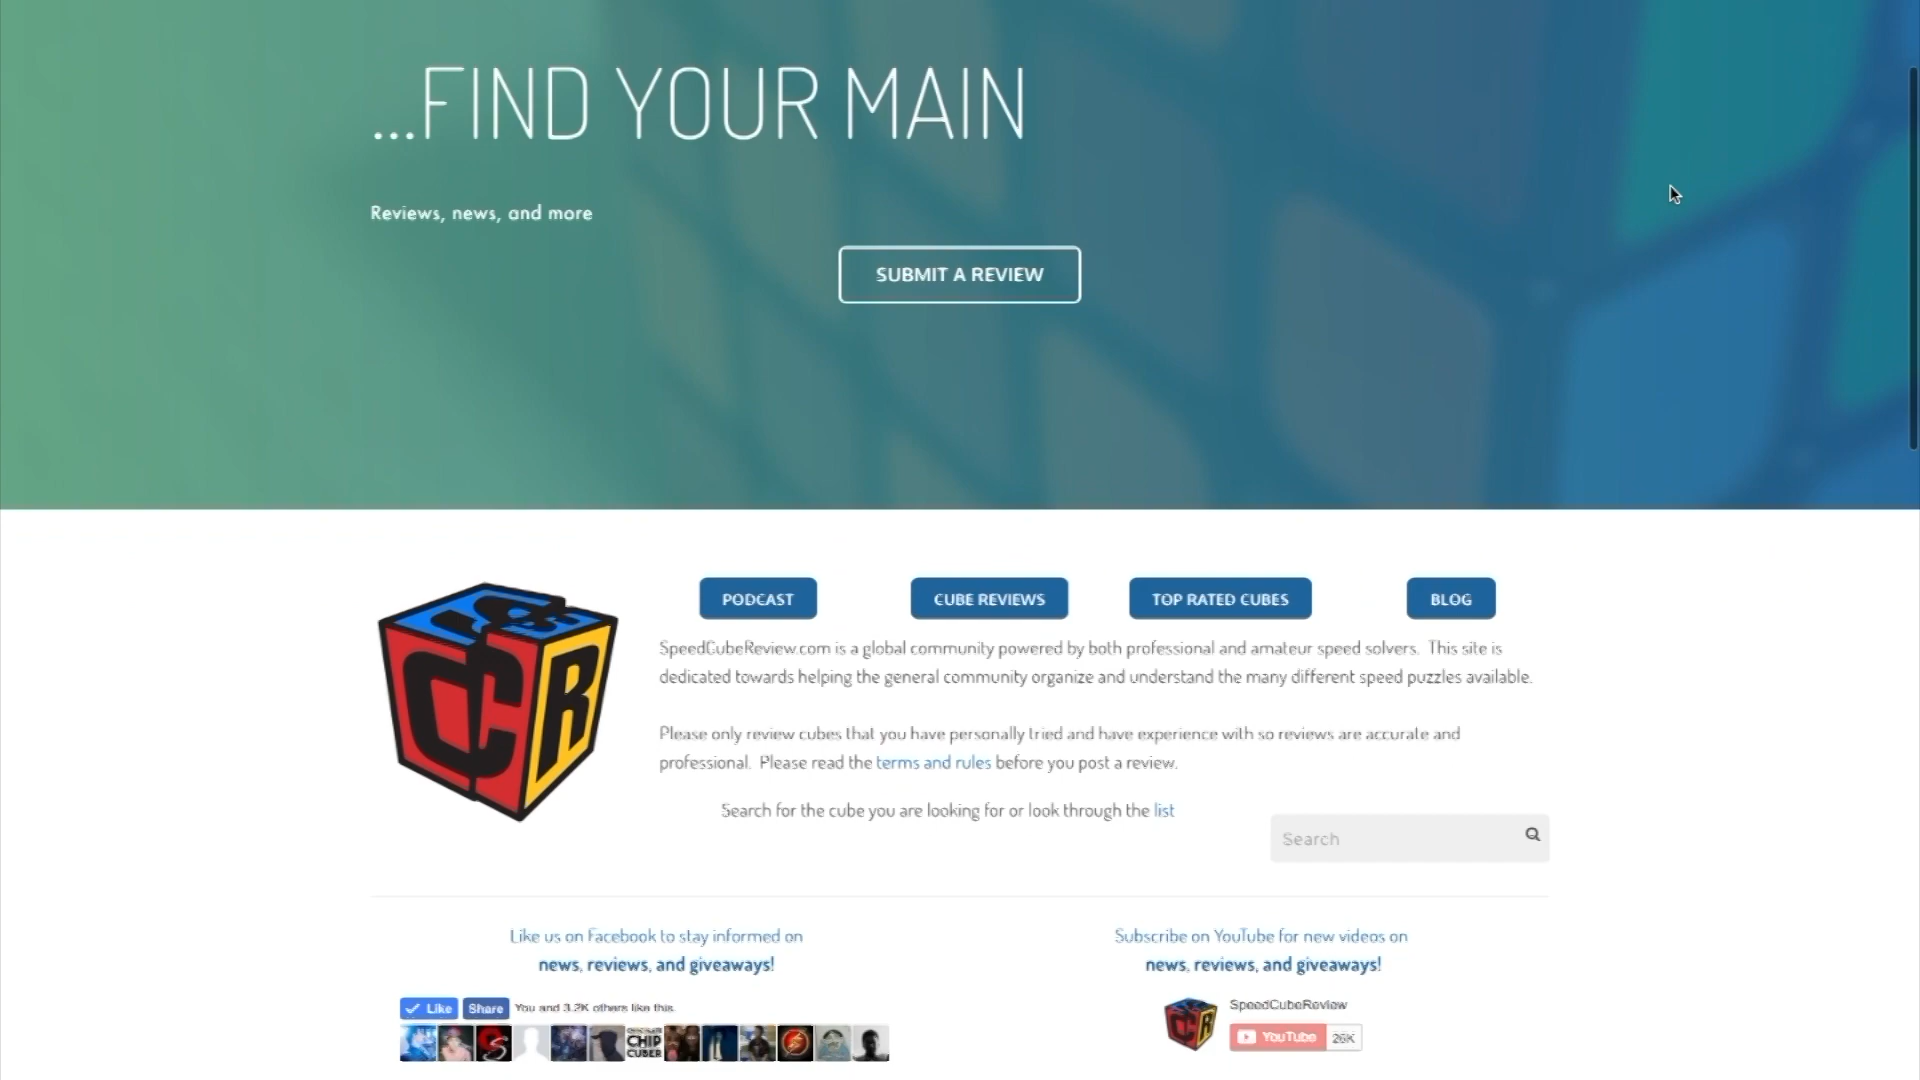 ...FIND YOUR MAIN
Reviews, news, and more
SUBMIT A REVIEW
PODCAST
CUBE REVIEWS
TOP RATED CUBES
BLOG
SpeedCubeReview.com is a global community powered by both professional and amateur speed solvers. This site is
dedicated towards helping the general community organize and understand the many different speed puzzles available.
Please only review cubes that you have personally tried and have experience with so reviews are accurate and
professional. Please read the terms and rules before you post a review.
Search for the cube you are looking for or look through the list
Search
S
C
R
Like us on Facebook to stay informed on
news, reviews, and giveaways!
Like
Share
You and 3.2K others like this.
CHIP
CUBER
Subscribe on YouTube for new videos on
news, reviews, and giveaways!
C
R
SpeedCubeReview
YouTube
26K